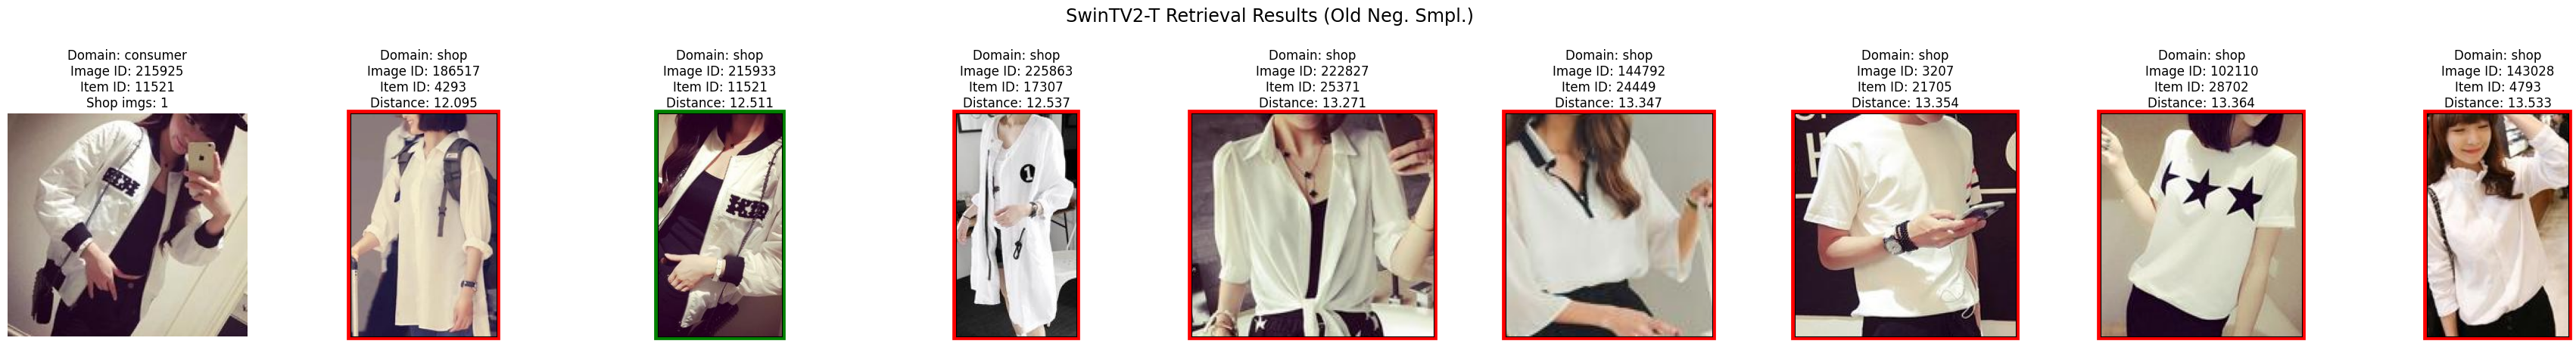 SwinTV2-T Retrieval Results (Old Neg. Smpl.)
Domain: consumer
Image ID: 215925
Item ID: 11521
Shop imgs: 1
Domain: shop
Image ID: 186517
Item ID: 4293
Distance: 12.095
Domain: shop
Image ID: 215933
Item ID: 11521
Distance: 12.511
Domain: shop
Image ID: 225863
Item ID: 17307
Distance: 12.537
Domain: shop
Image ID: 222827
Item ID: 25371
Distance: 13.271
Domain: shop
Image ID: 144792
Item ID: 24449
Distance: 13.347
Domain: shop
Image ID: 3207
Item ID: 21705
Distance: 13.354
Domain: shop
Image ID: 102110
Item ID: 28702
Distance: 13.364
Domain: shop
Image ID: 143028
Item ID: 4793
Distance: 13.533
1